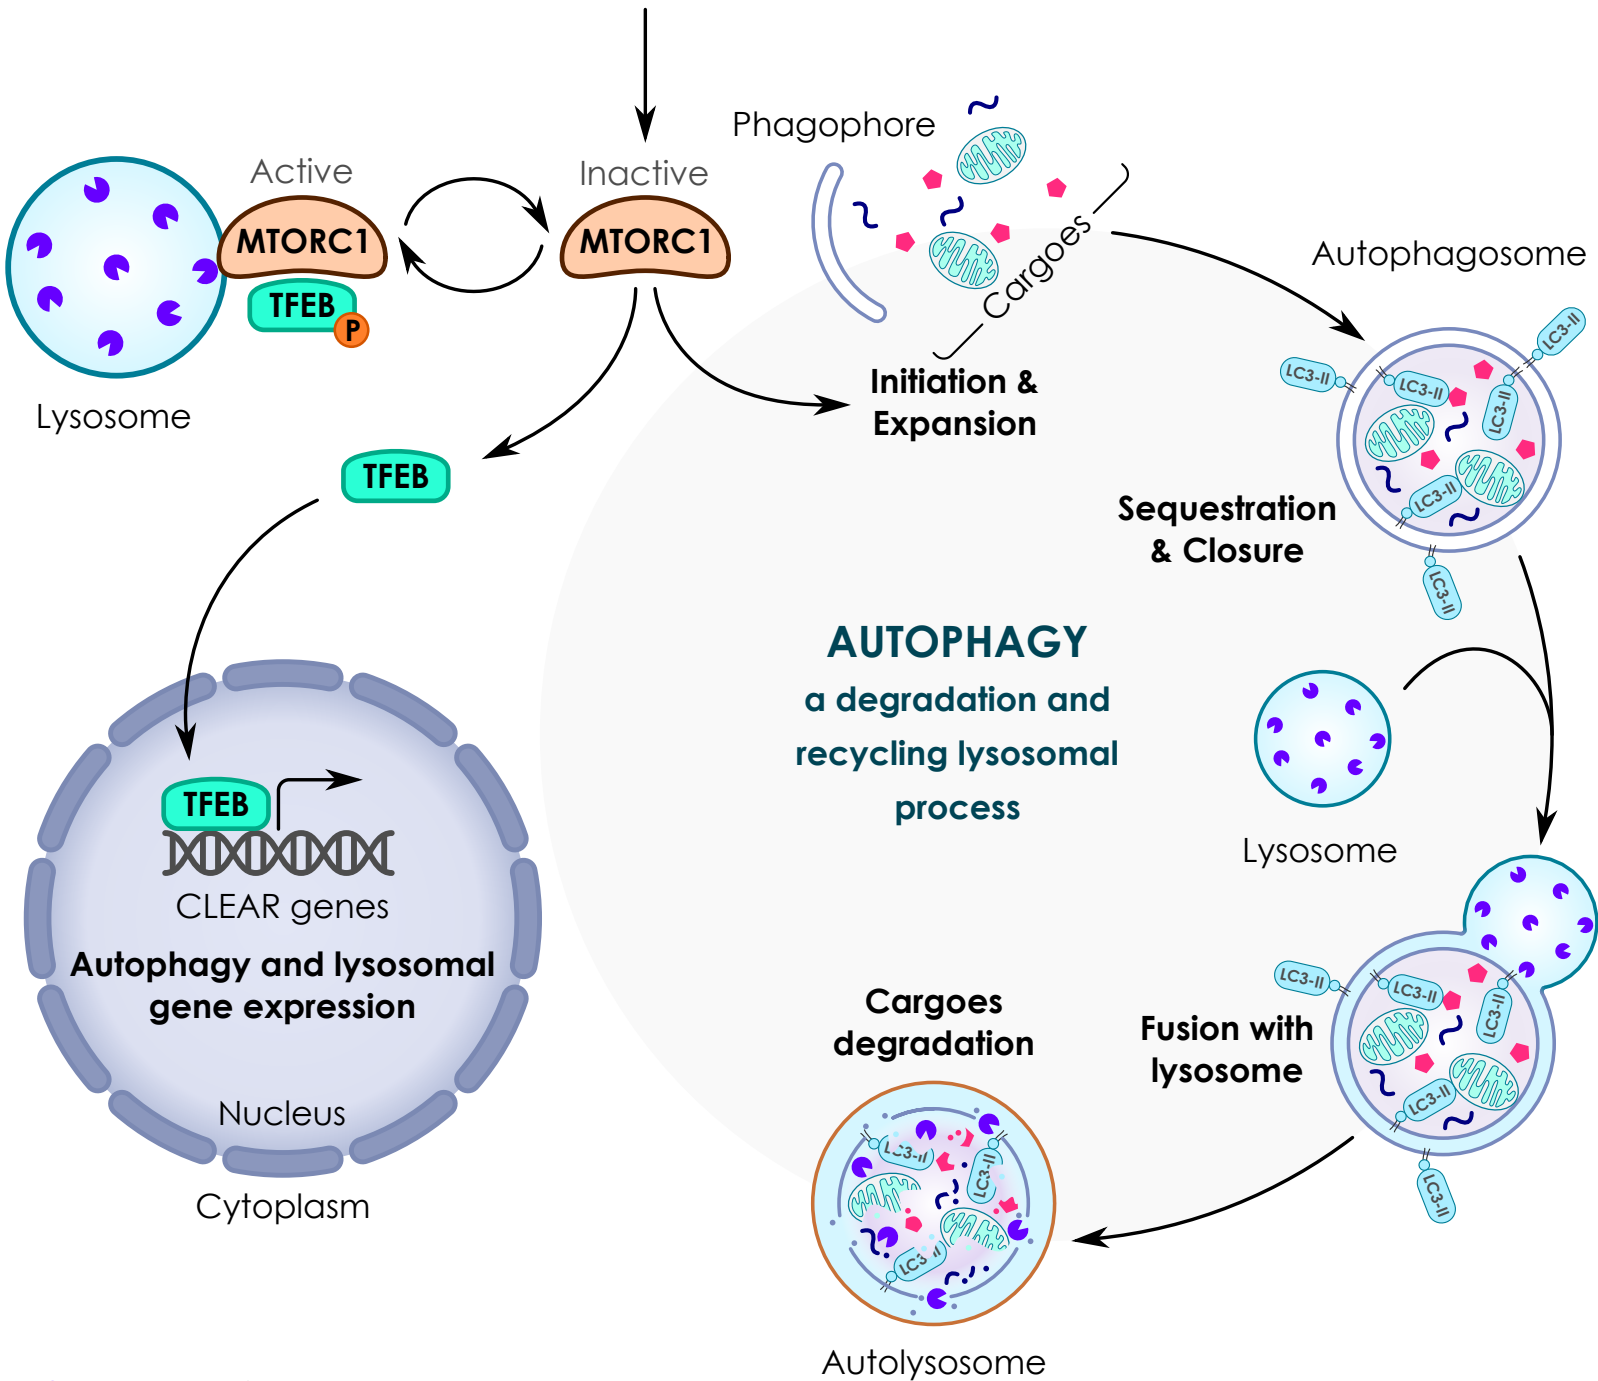 Phagophore
Active
Inactive
MTORC1
MTORC1
TFEB
P
Lysosome
Cargoes
Autophagosome
LC3-II
LC3-II
LC3-II
LC3-II
LC3-II
LC3-II
Initiation &
Expansion
TFEB
Sequestration
& Closure
AUTOPHAGY
a degradation and
recycling lysosomal
process
Lysosome
TFEB
CLEAR genes
Autophagy and lysosomal
gene expression
Nucleus
Cytoplasm
LC3-II
LC3-II
LC3-II
LC3-II
LC3-II
Fusion with
lysosome
Cargoes
degradation
LC3-II
LC3-II
LC3-II
Autolysosome